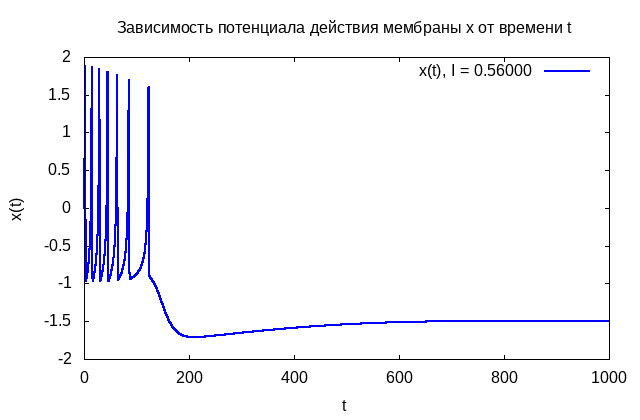 Зависимость потенциала действия мембраны x от времени t
x(t), I = 0.56000
2
1.5
1
0.5
0
-0.5
-1
-1.5
-2
x(t)
0 200 400 600 800 1000
t